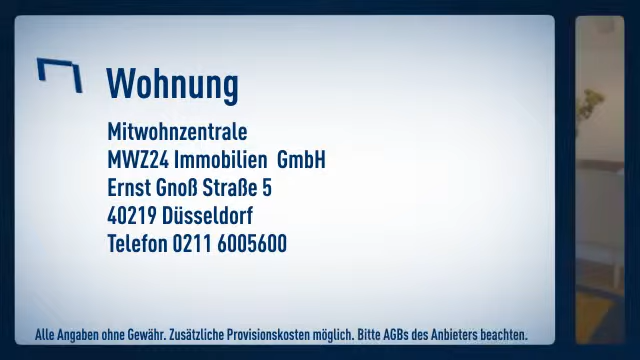 Wohnung
Mitwohnzentrale
MWZ24 Immobilien GmbH
Ernst Gnoß Straße 5
40219 Düsseldorf
Telefon 0211 6005600
Alle Angaben ohne Gewähr. Zusätzliche Provisionskosten möglich. Bitte AGBs des Anbieters beachten.